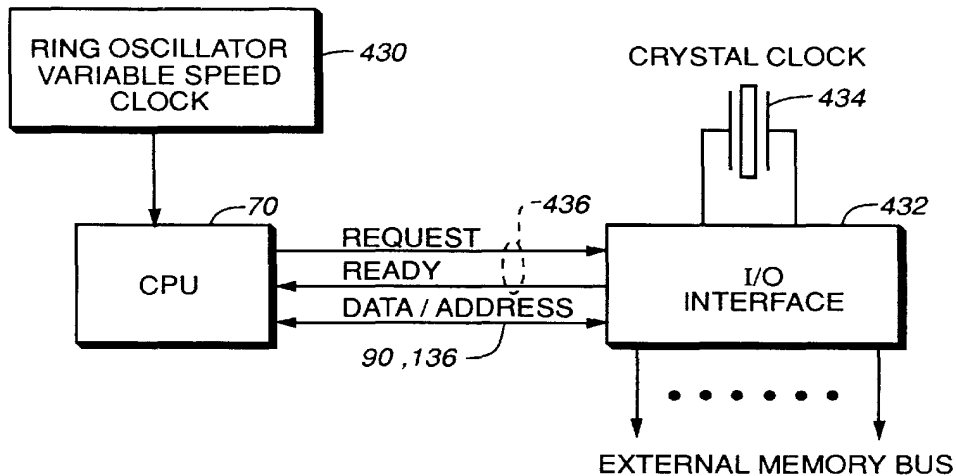 RING OSCILLATOR
VARIABLE SPEED
CLOCK
430
CRYSTAL CLOCK
434
70
436
432
CPU
REQUEST
READY
DATA / ADDRESS
90 ,136
I/O
INTERFACE
EXTERNAL MEMORY BUS